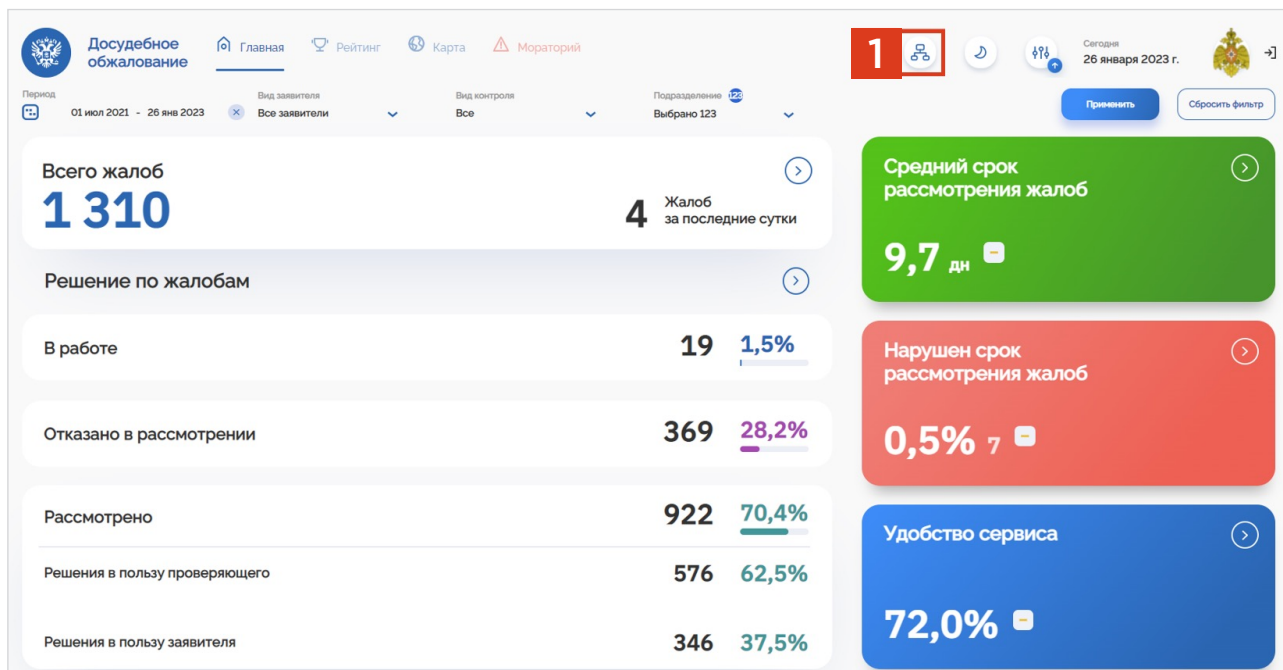 Досудебное
обжалование
Главная
Рейтинг
Карта
Мораторий
1
Сегодня
26 января 2023 г.
Период
01 июл 2021 - 26 янв 2023
Вид заявителя
Все заявители
Вид контроля
Все
Подразделение 123
Выбрано 123
Применить
Сбросить фильтр
Всего жалоб
1 310
4
Жалоб
за последние сутки
Решение по жалобам
В работе
19 1,5%
Отказано в рассмотрении
369 28,2%
Рассмотрено
922 70,4%
Решения в пользу проверяющего
576 62,5%
Решения в пользу заявителя
346 37,5%
Средний срок
рассмотрения жалоб
9,7 дн
Нарушен срок
рассмотрения жалоб
0,5% 7
Удобство сервиса
72,0%